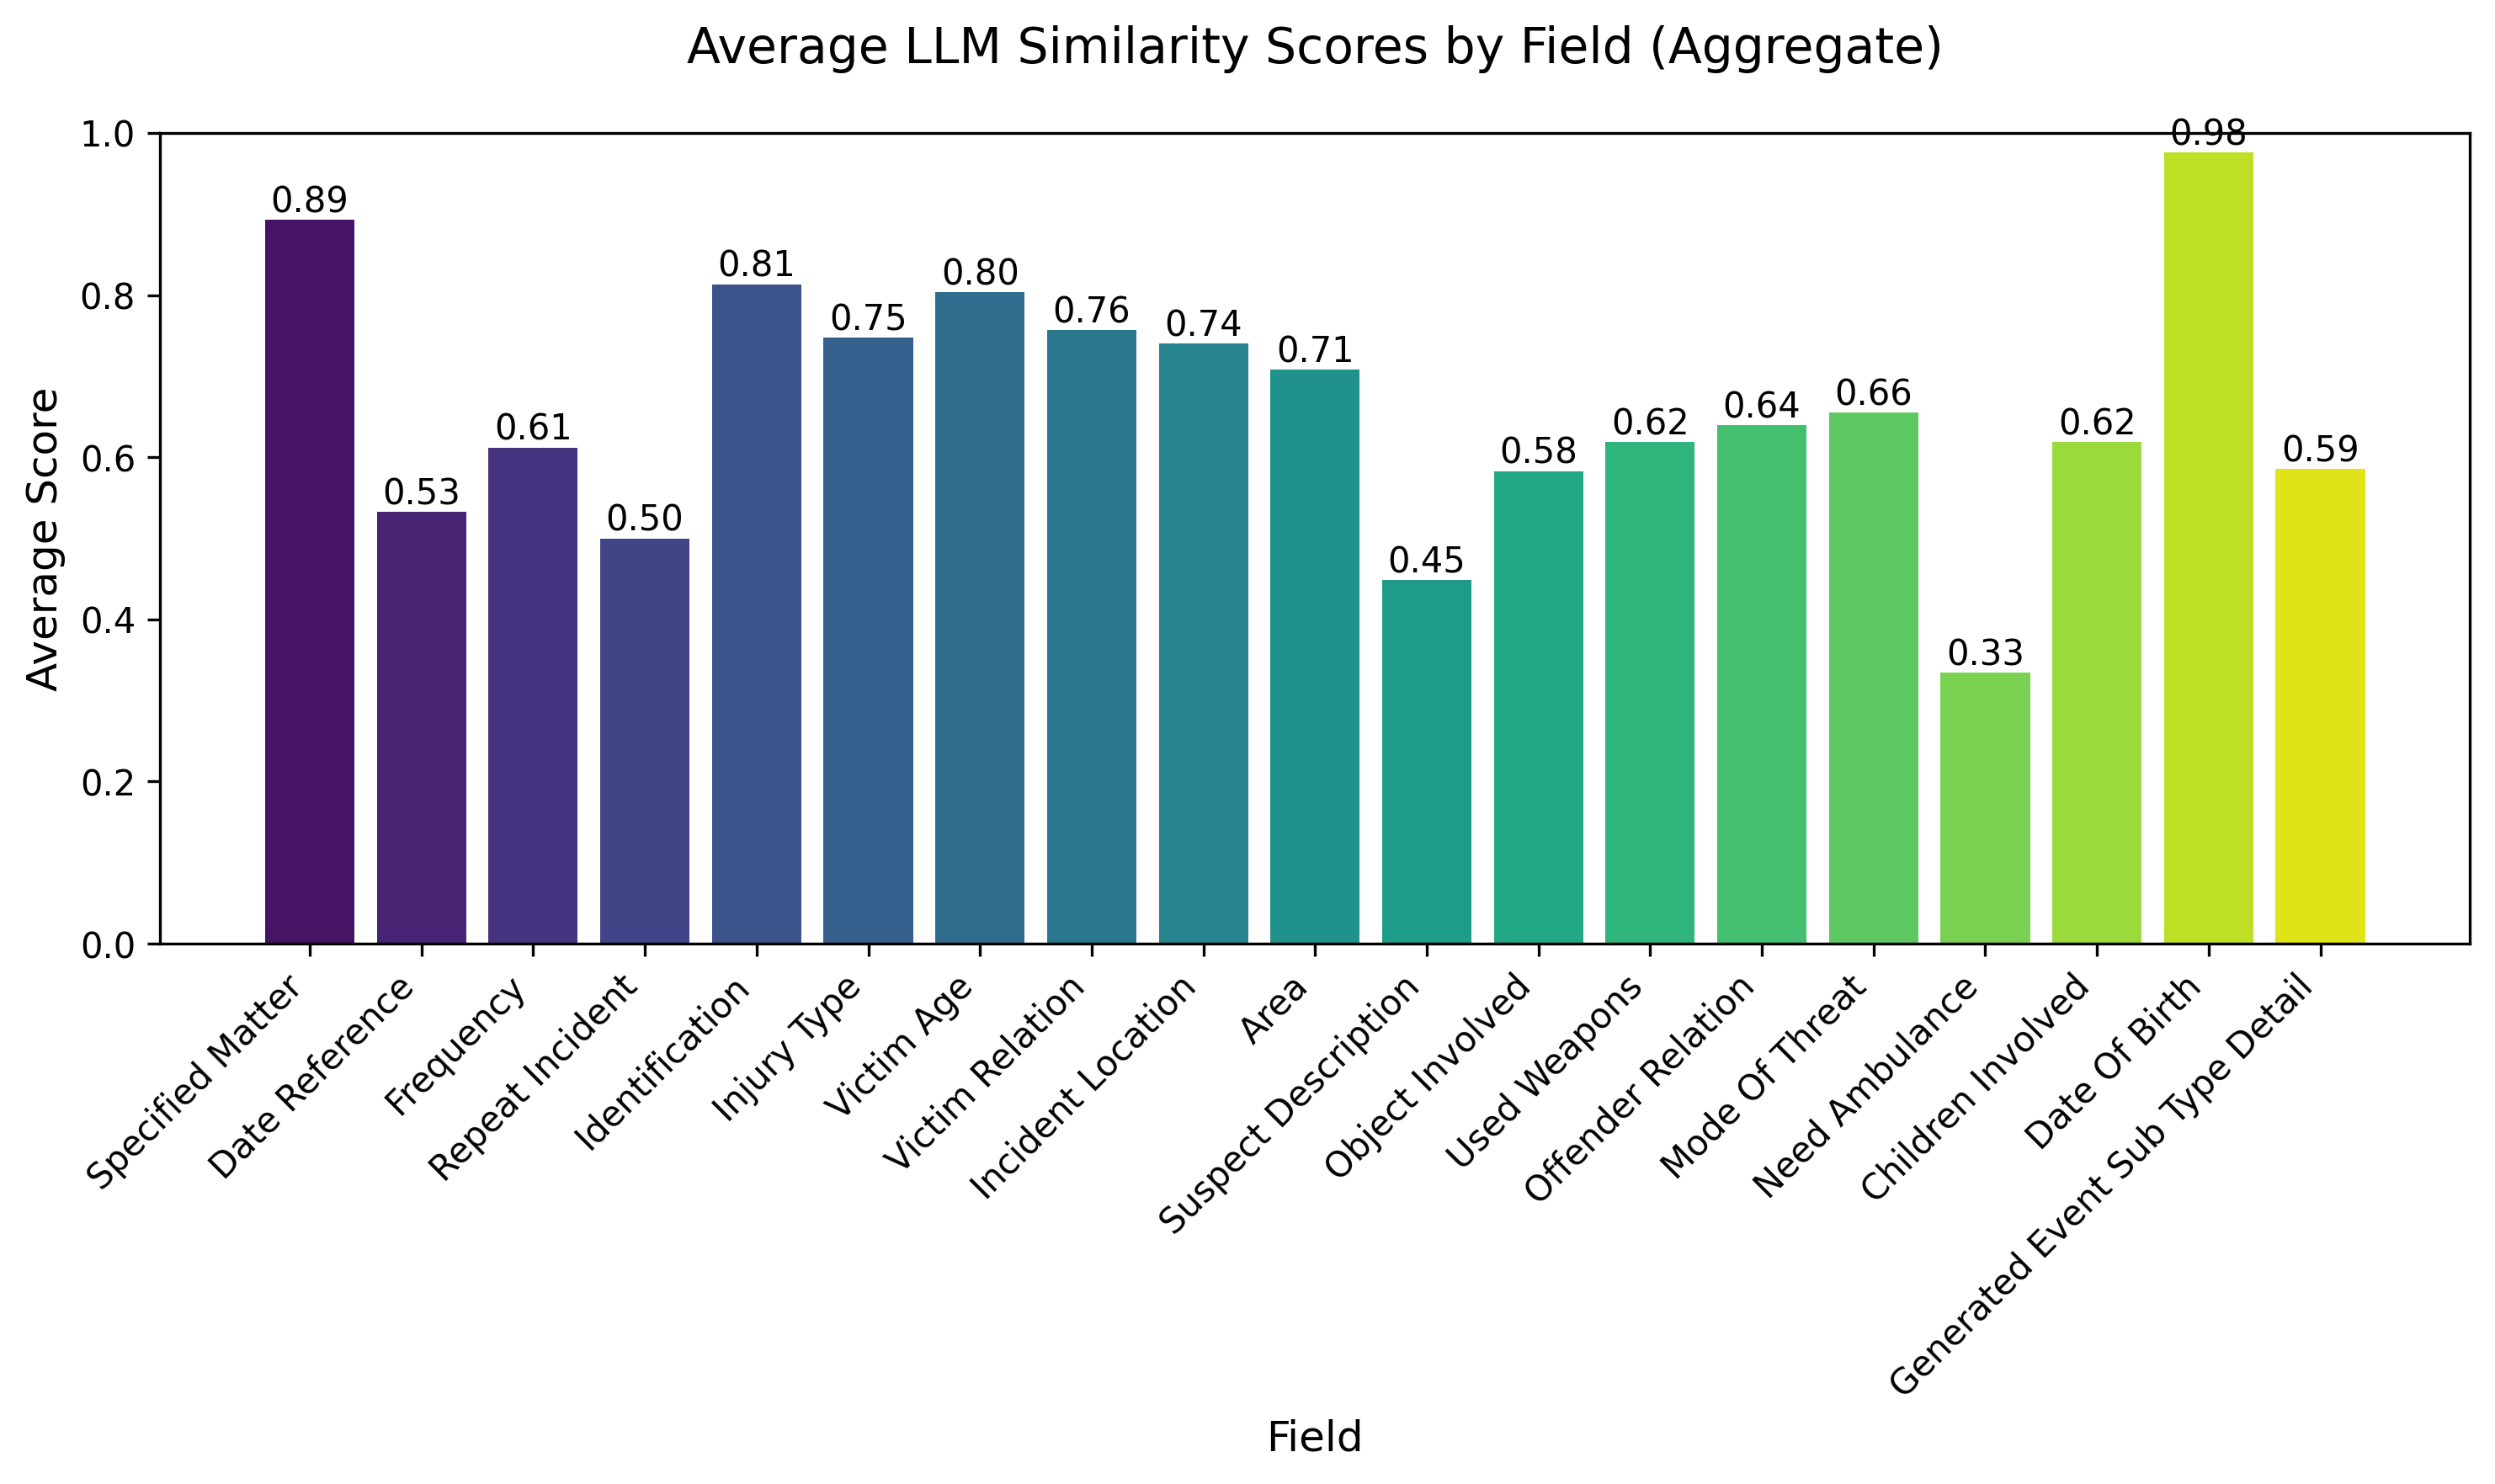 Average LLM Similarity Scores by Field (Aggregate)
Average Score
1.0
0.8
0.6
0.4
0.2
0.0
0.89
0.53
0.61
0.50
0.81
0.75
0.80
0.76
0.74
0.71
0.45
0.58
0.62
0.64
0.66
0.33
0.62
0.98
0.59
Specified Matter
Date Reference
Frequency
Repeat Incident
Identification
Injury Type
Victim Age
Victim Relation
Incident Location
Area
Suspect Description
Object Involved
Used Weapons
Offender Relation
Mode Of Threat
Need Ambulance
Children Involved
Date Of Birth
Generated Event Sub Type Detail
Field